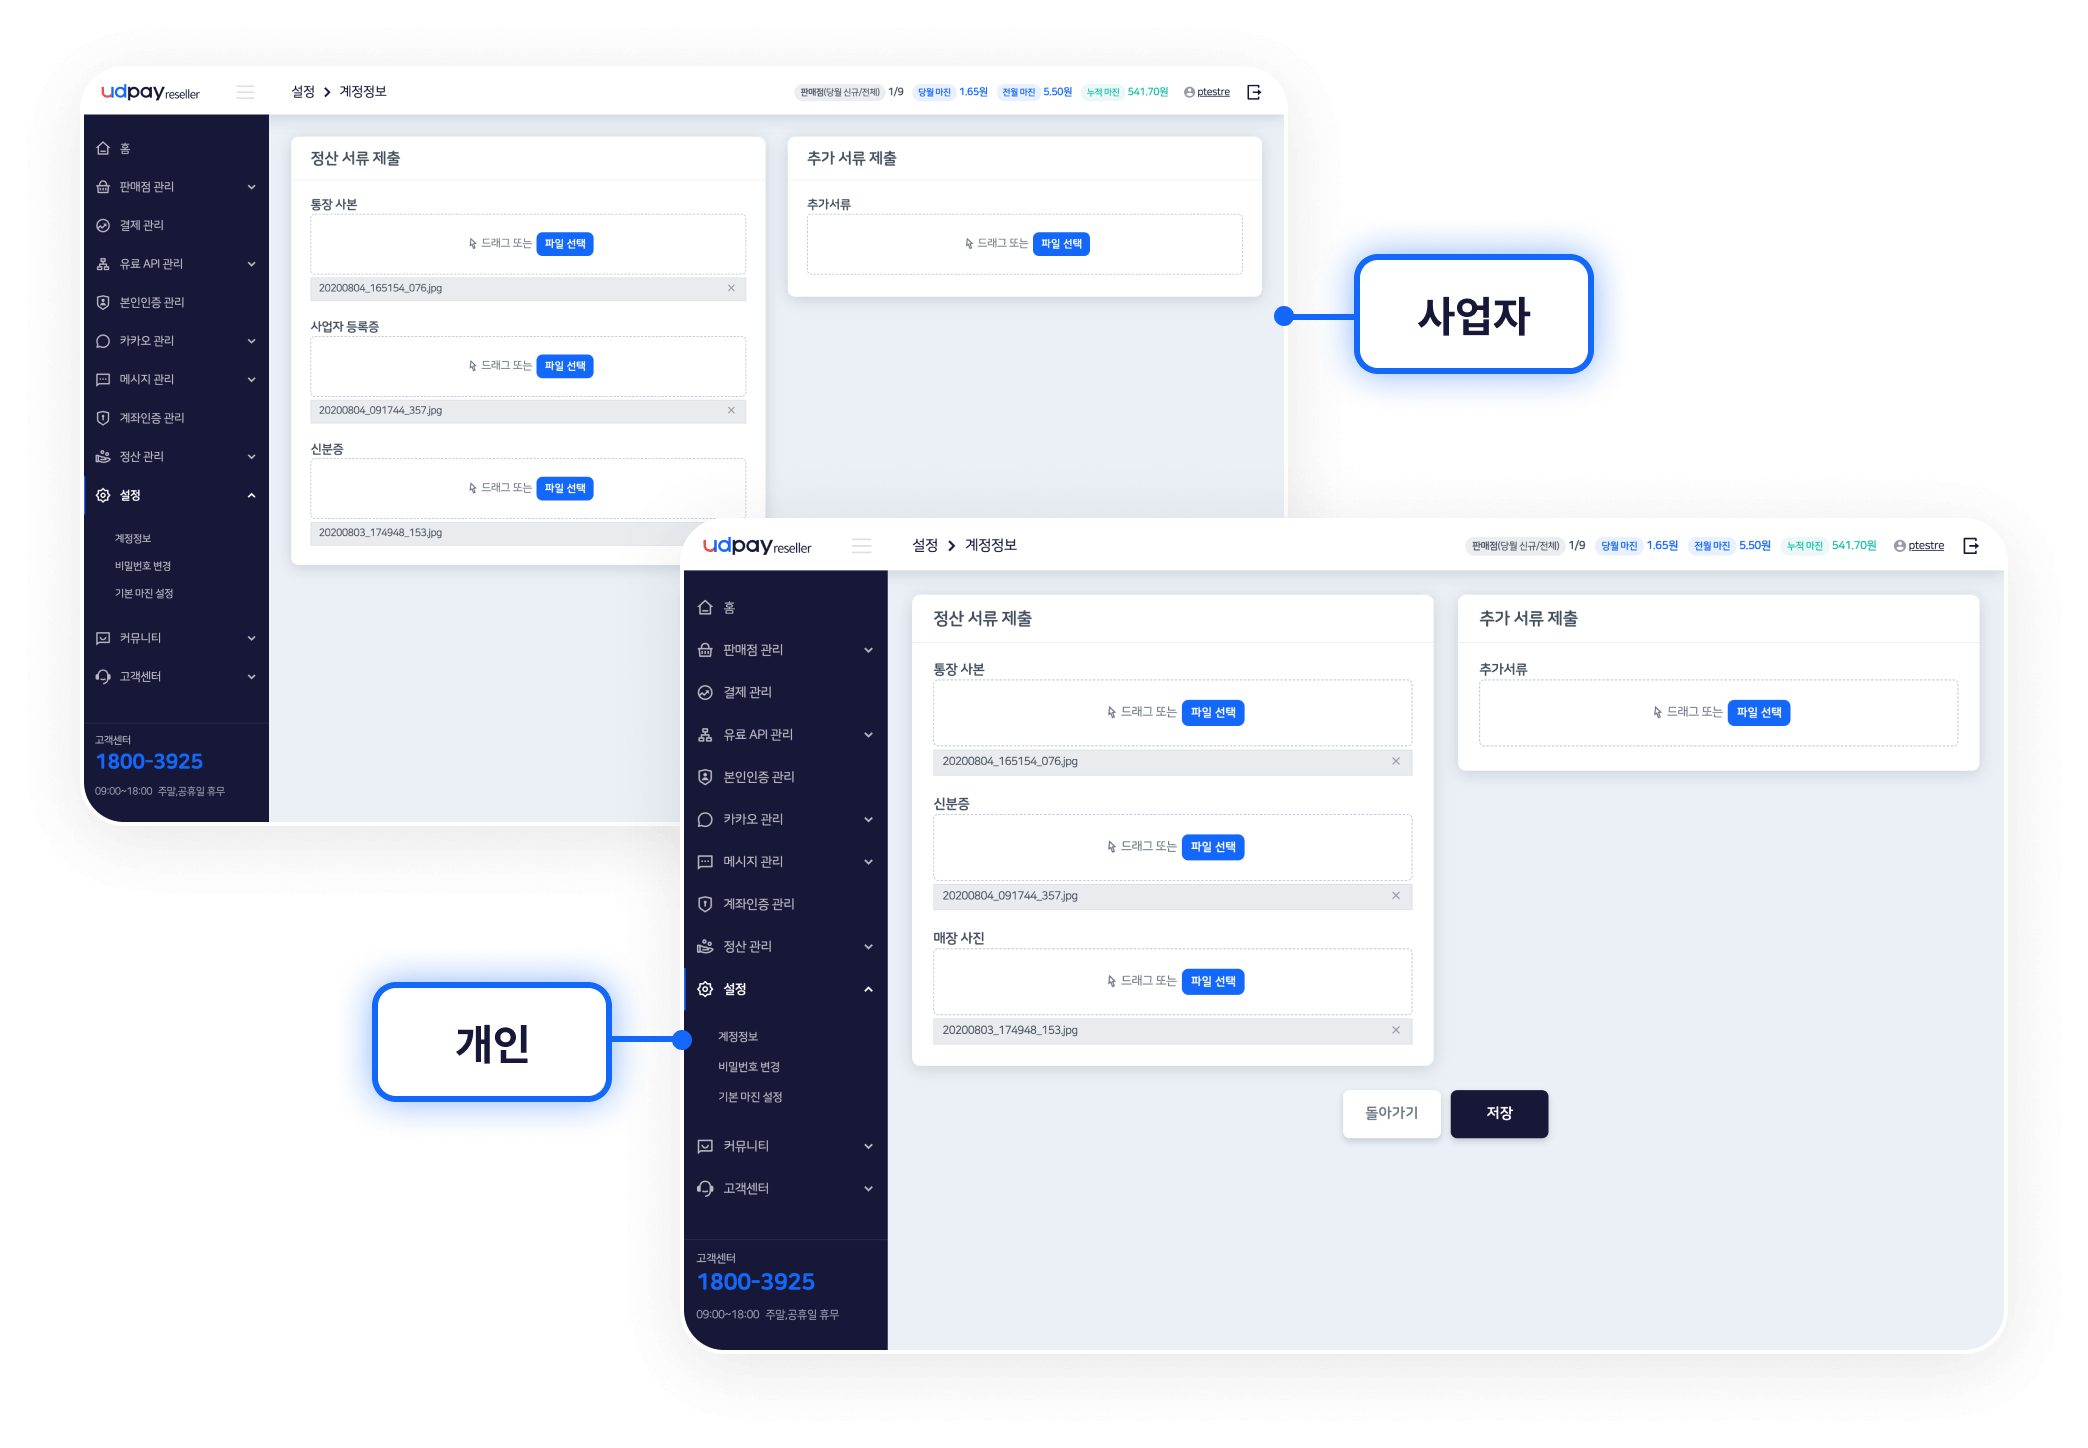 udpay reseller
설정 > 계정정보
판매점(당월 신규/전체) 1/9 당월 마진 1.65원 전월 마진 5.50원 누적 마진 541.70원 ptestre
홈
판매점 관리
결제 관리
유료 API 관리
본인인증 관리
카카오 관리
메시지 관리
계좌인증 관리
정산 관리
설정
계정정보
비밀번호 변경
기본 마진 설정
커뮤니티
고객센터
고객센터
1800-3925
09:00~18:00 주말,공휴일 휴무
정산 서류 제출
통장 사본
드래그 또는 파일 선택
20200804_165154_076.jpg
사업자 등록증
드래그 또는 파일 선택
20200804_091744_357.jpg
신분증
드래그 또는 파일 선택
20200803_174948_153.jpg
추가 서류 제출
추가서류
드래그 또는 파일 선택
사업자
udpay reseller
설정 > 계정정보
판매점(당월 신규/전체) 1/9 당월 마진 1.65원 전월 마진 5.50원 누적 마진 541.70원 ptestre
홈
판매점 관리
결제 관리
유료 API 관리
본인인증 관리
카카오 관리
메시지 관리
계좌인증 관리
정산 관리
설정
계정정보
비밀번호 변경
기본 마진 설정
커뮤니티
고객센터
고객센터
1800-3925
09:00~18:00 주말,공휴일 휴무
정산 서류 제출
통장 사본
드래그 또는 파일 선택
20200804_165154_076.jpg
신분증
드래그 또는 파일 선택
20200804_091744_357.jpg
매장 사진
드래그 또는 파일 선택
20200803_174948_153.jpg
추가 서류 제출
추가서류
드래그 또는 파일 선택
돌아가기
저장
개인